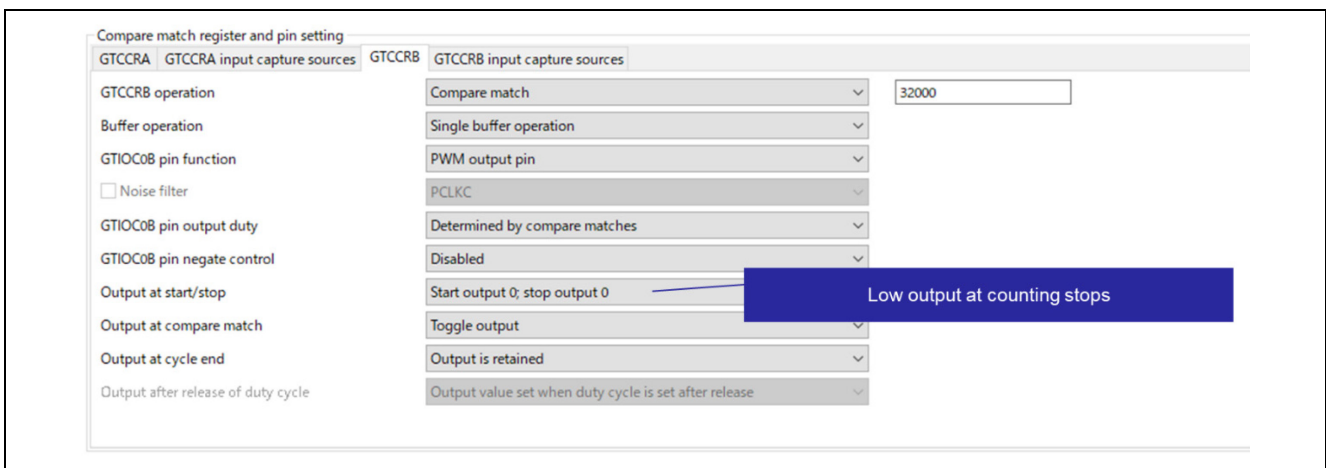 Compare match register and pin setting
GTCCRA GTCCRA input capture sources GTCCRB GTCCRB input capture sources
GTCCRB operation Compare match 32000
Buffer operation Single buffer operation
GTIOC0B pin function PWM output pin
Noise filter PCLKC
GTIOC0B pin output duty Determined by compare matches
GTIOC0B pin negate control Disabled
Output at start/stop Start output 0; stop output 0 Low output at counting stops
Output at compare match Toggle output
Output at cycle end Output is retained
Output after release of duty cycle Output value set when duty cycle is set after release